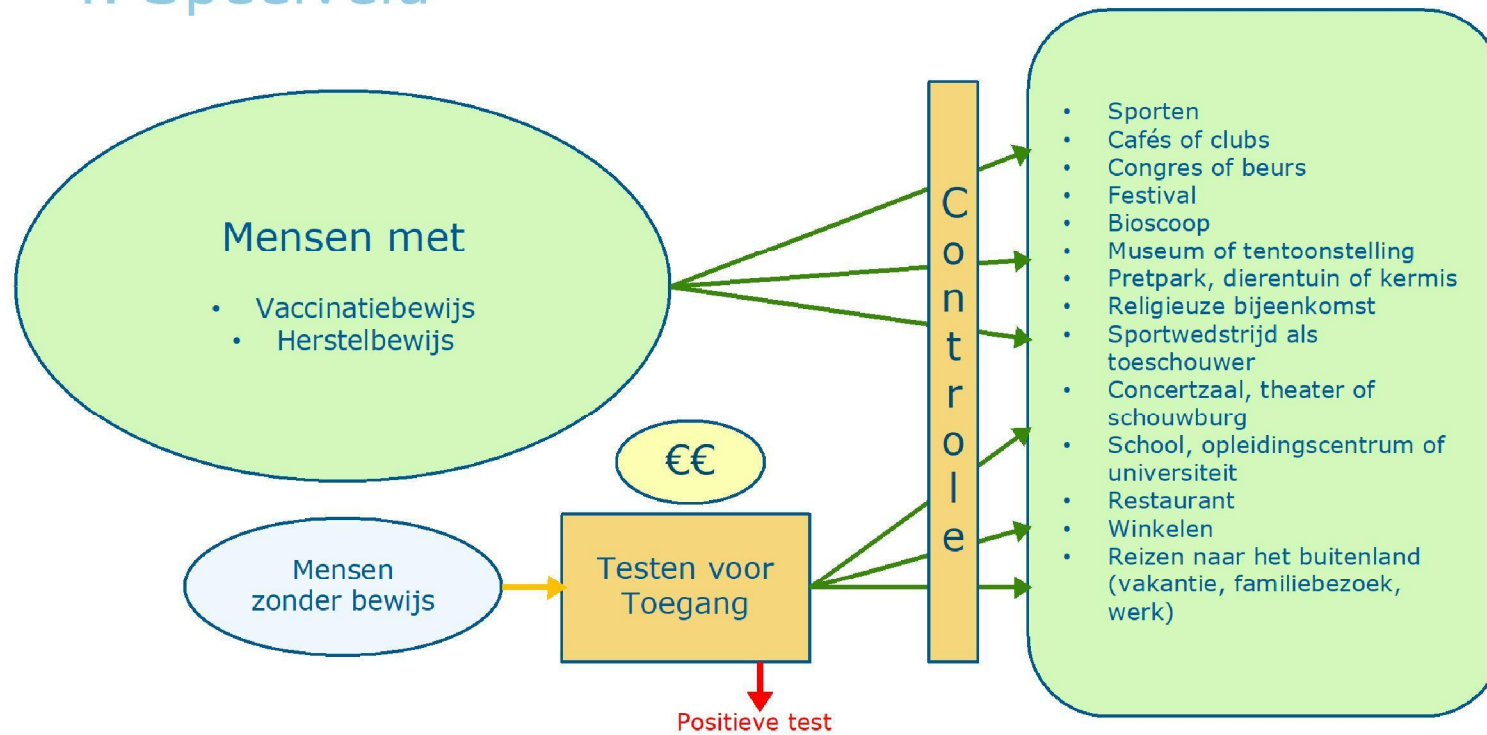 Speelveld
Mensen met
• Vaccinatiebewijs
• Herstelbewijs
€€
Mensen
zonder bewijs
Testen voor
Toegang
Positieve test
Controle
• Sporten
• Cafés of clubs
• Congres of beurs
• Festival
• Bioscoop
• Museum of tentoonstelling
• Pretpark, dierentuin of kermis
• Religieuze bijeenkomst
• Sportwedstrijd als
toeschouwer
• Concertzaal, theater of
schouwburg
• School, opleidingscentrum of
universiteit
• Restaurant
• Winkelen
• Reizen naar het buitenland
(vakantie, familiebezoek,
werk)